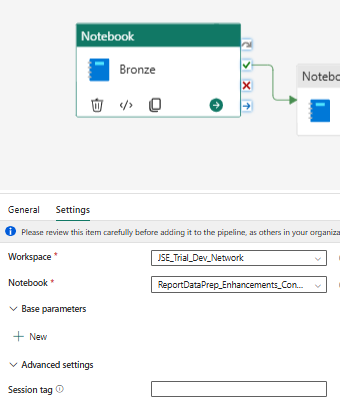 Notebook
Bronze
Notebo
General
Settings
Please review this item carefully before adding it to the pipeline, as others in your organiza
Workspace *
JSE_Trial_Dev_Network
Notebook *
ReportDataPrep_Enhancements_Con...
Base parameters
New
Advanced settings
Session tag